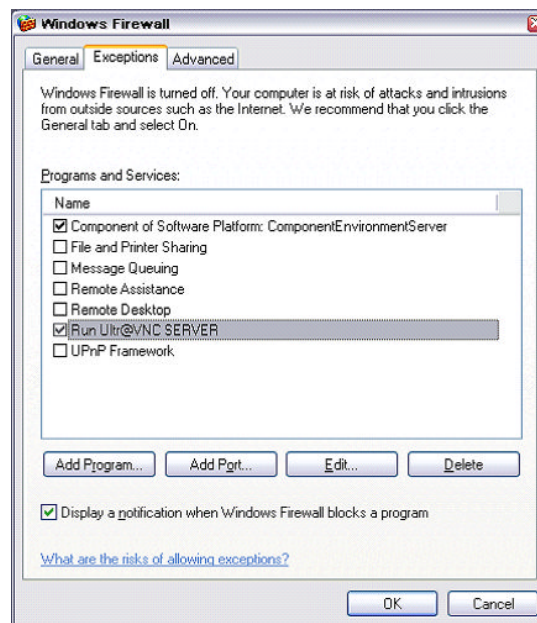 Windows Firewall
General Exceptions Advanced
Windows Firewall is turned off. Your computer is at risk of attacks and intrusions
from outside sources such as the Internet. We recommend that you click the
General tab and select On.
Programs and Services:
Name
Component of Software Platform: ComponentEnvironmentServer
File and Printer Sharing
Message Queuing
Remote Assistance
Remote Desktop
Run Ultr@VNC SERVER
UPnP Framework
Add Program... Add Port... Edit... Delete
Display a notification when Windows Firewall blocks a program
What are the risks of allowing exceptions?
OK Cancel